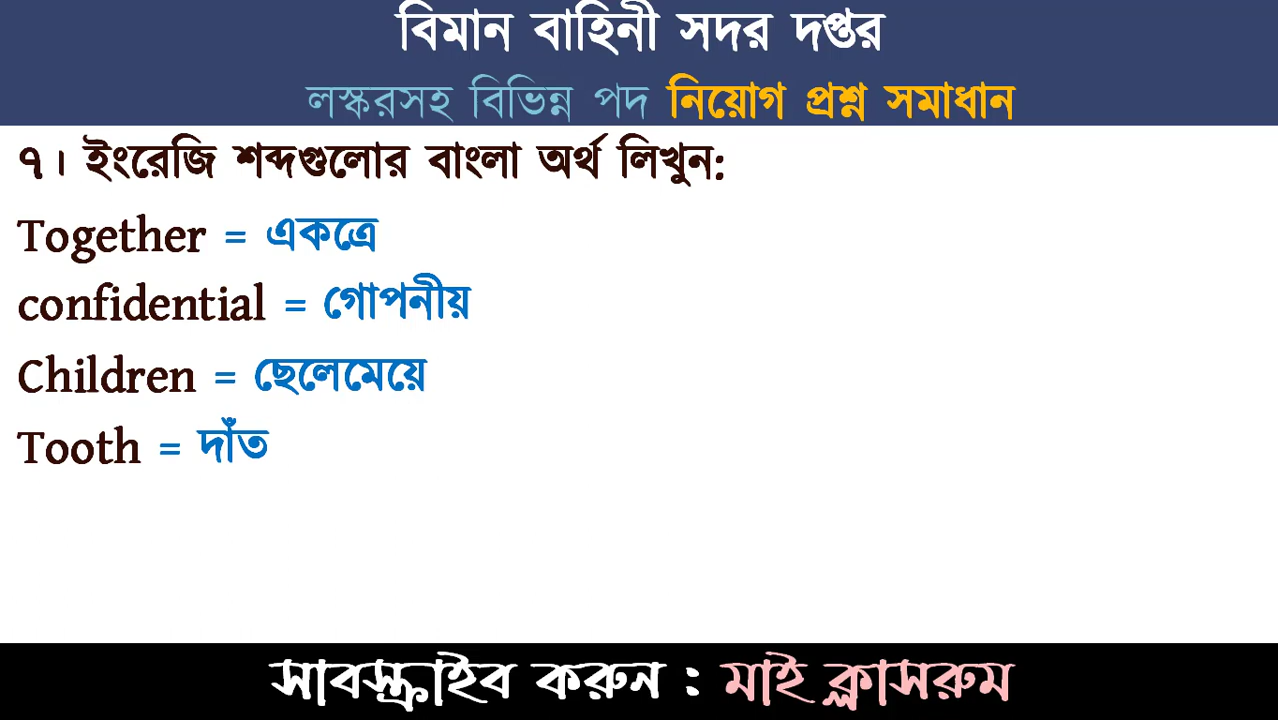 বিমান বাহিনী সদর দপ্তর
লস্করসহ বিভিন্ন পদ নিয়োগ প্রশ্ন সমাধান
৭। ইংরেজি শব্দগুলোর বাংলা অর্থ লিখুন:
Together = একত্রে
confidential = গোপনীয়
Children = ছেলেমেয়ে
Tooth = দাঁত
সাবস্ক্রাইব করুন : মাই ক্লাসরুম